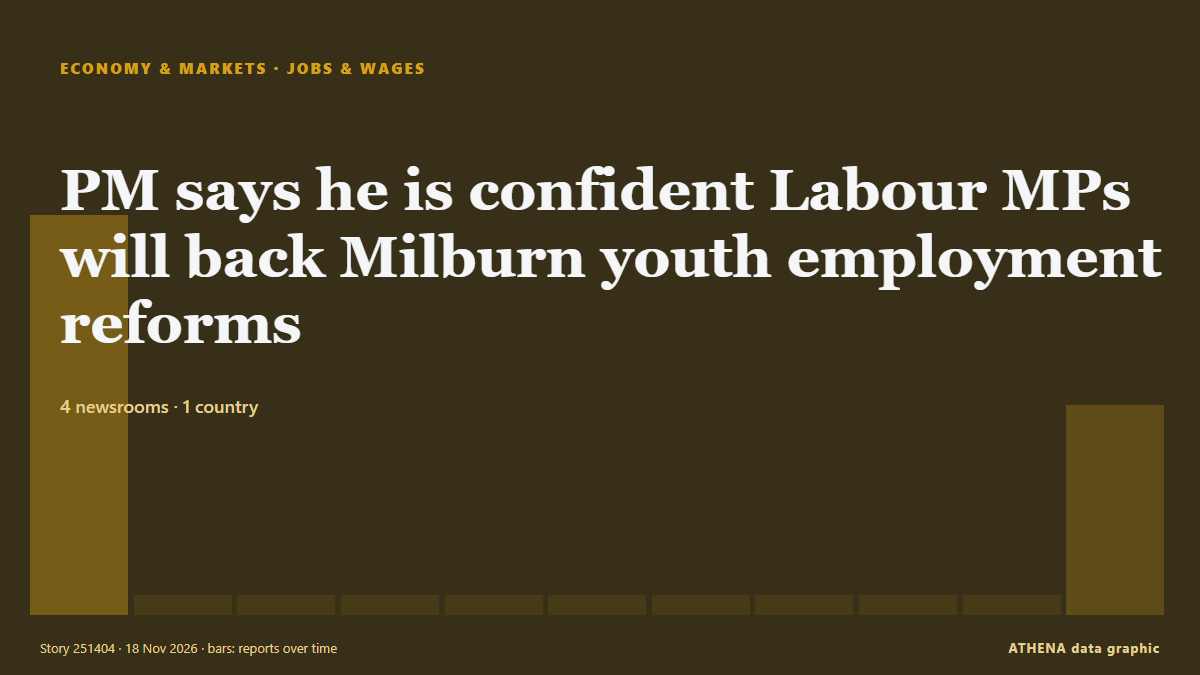 ECONOMY & MARKETS · JOBS & WAGES
PM says he is confident Labour MPs
will back Milburn youth employment
reforms
4 newsrooms · 1 country
Story 251404 · 18 Nov 2026 · bars: reports over time
ATHENA data graphic